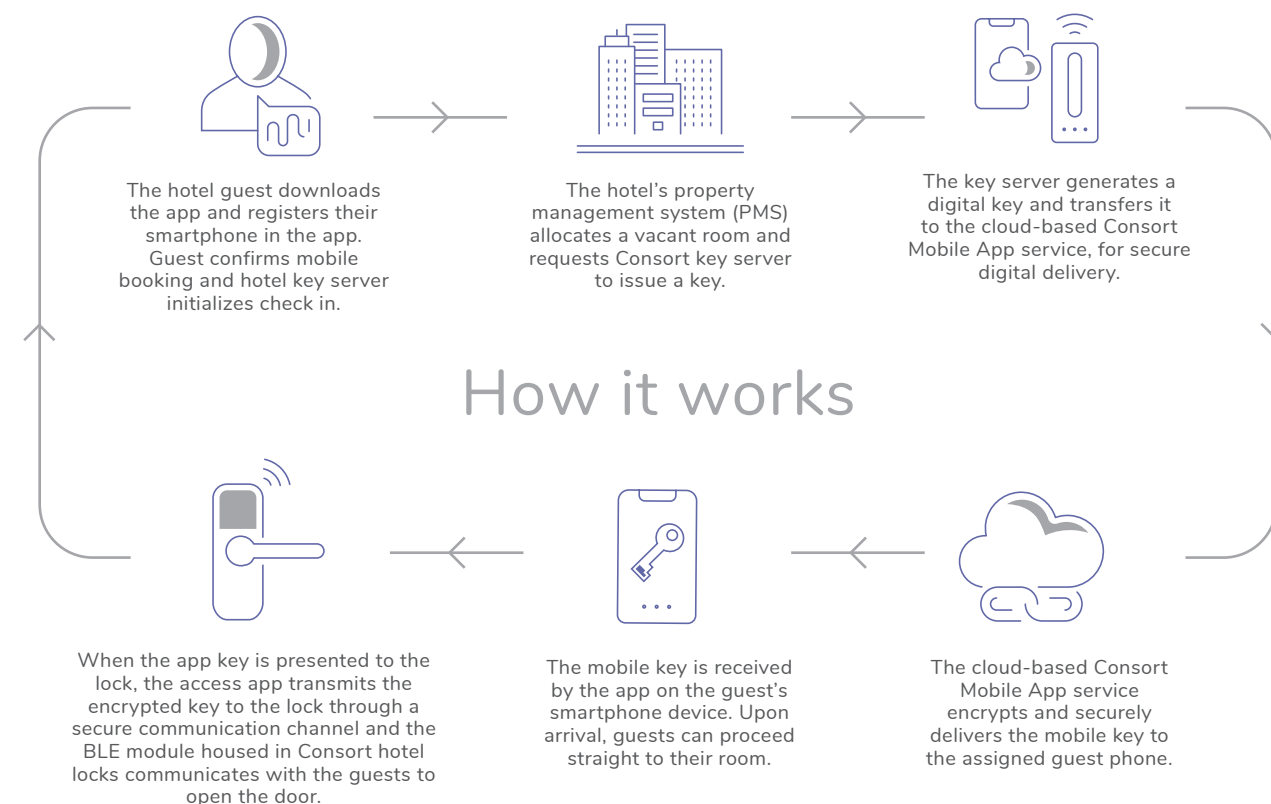 The hotel guest downloads
the app and registers their
smartphone in the app.
Guest confirms mobile
booking and hotel key server
initializes check in.
The hotel’s property
management system (PMS)
allocates a vacant room and
requests Consort key server
to issue a key.
The key server generates a
digital key and transfers it
to the cloud-based Consort
Mobile App service, for secure
digital delivery.
How it works
When the app key is presented to the
lock, the access app transmits the
encrypted key to the lock through a
secure communication channel and the
BLE module housed in Consort hotel
locks communicates with the guests to
open the door.
The mobile key is received
by the app on the guest’s
smartphone device. Upon
arrival, guests can proceed
straight to their room.
The cloud-based Consort
Mobile App service
encrypts and securely
delivers the mobile key to
the assigned guest phone.